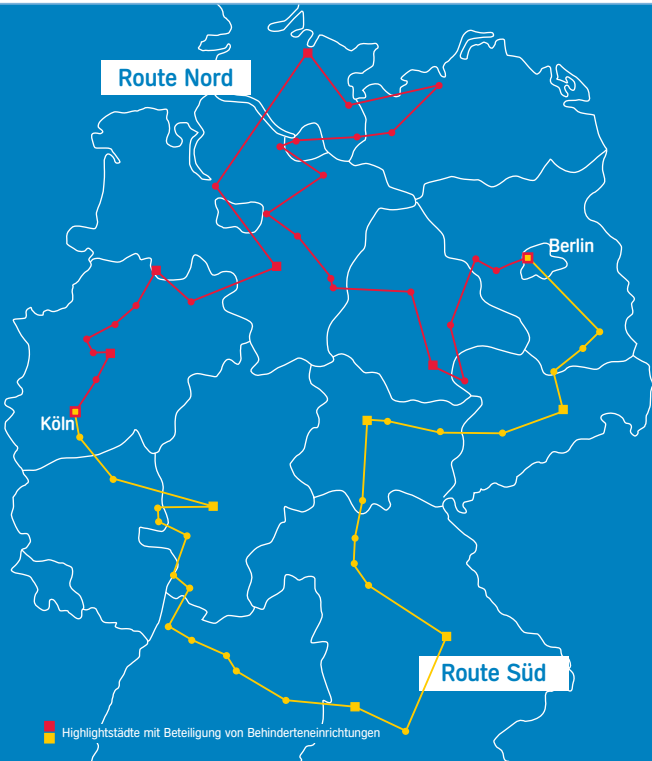 Route Nord
Berlin
Köln
Route Süd
Highlightstädte mit Beteiligung von Behinderteneinrichtungen